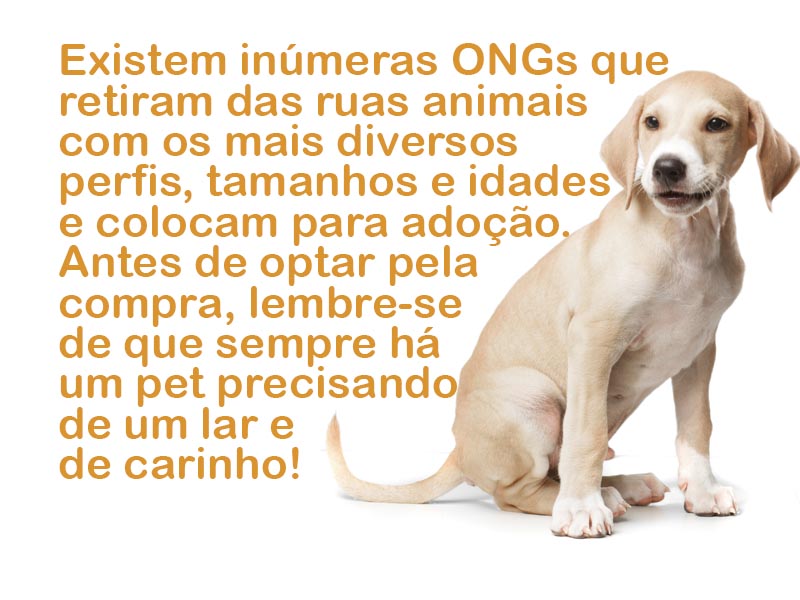 Existem inúmeras ONGs que
retiram das ruas animais
com os mais diversos
perfis, tamanhos e idades
e colocam para adoção.
Antes de optar pela
compra, lembre-se
de que sempre há
um pet precisando
de um lar e
de carinho!